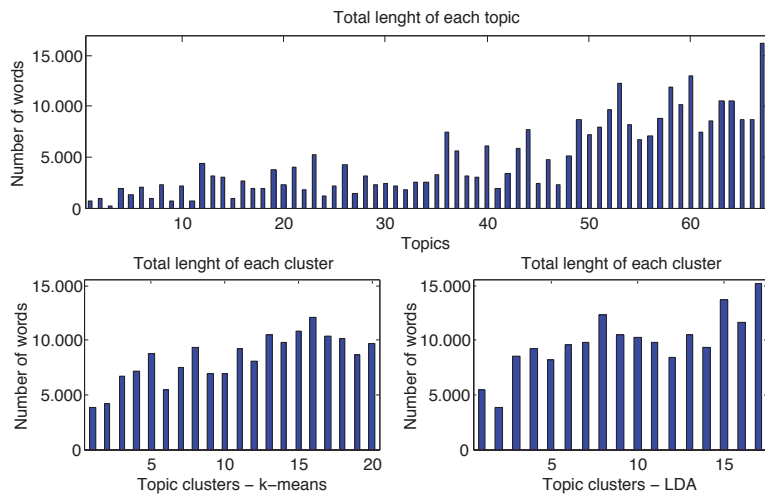 Total lenght of each topic
Number of words
15.000
10.000
5.000
0
10 20 30 40 50 60
Topics
Total lenght of each cluster
Number of words
15.000
10.000
5.000
0
5 10 15 20
Topic clusters – k−means
Total lenght of each cluster
Number of words
15.000
10.000
5.000
0
5 10 15
Topic clusters – LDA